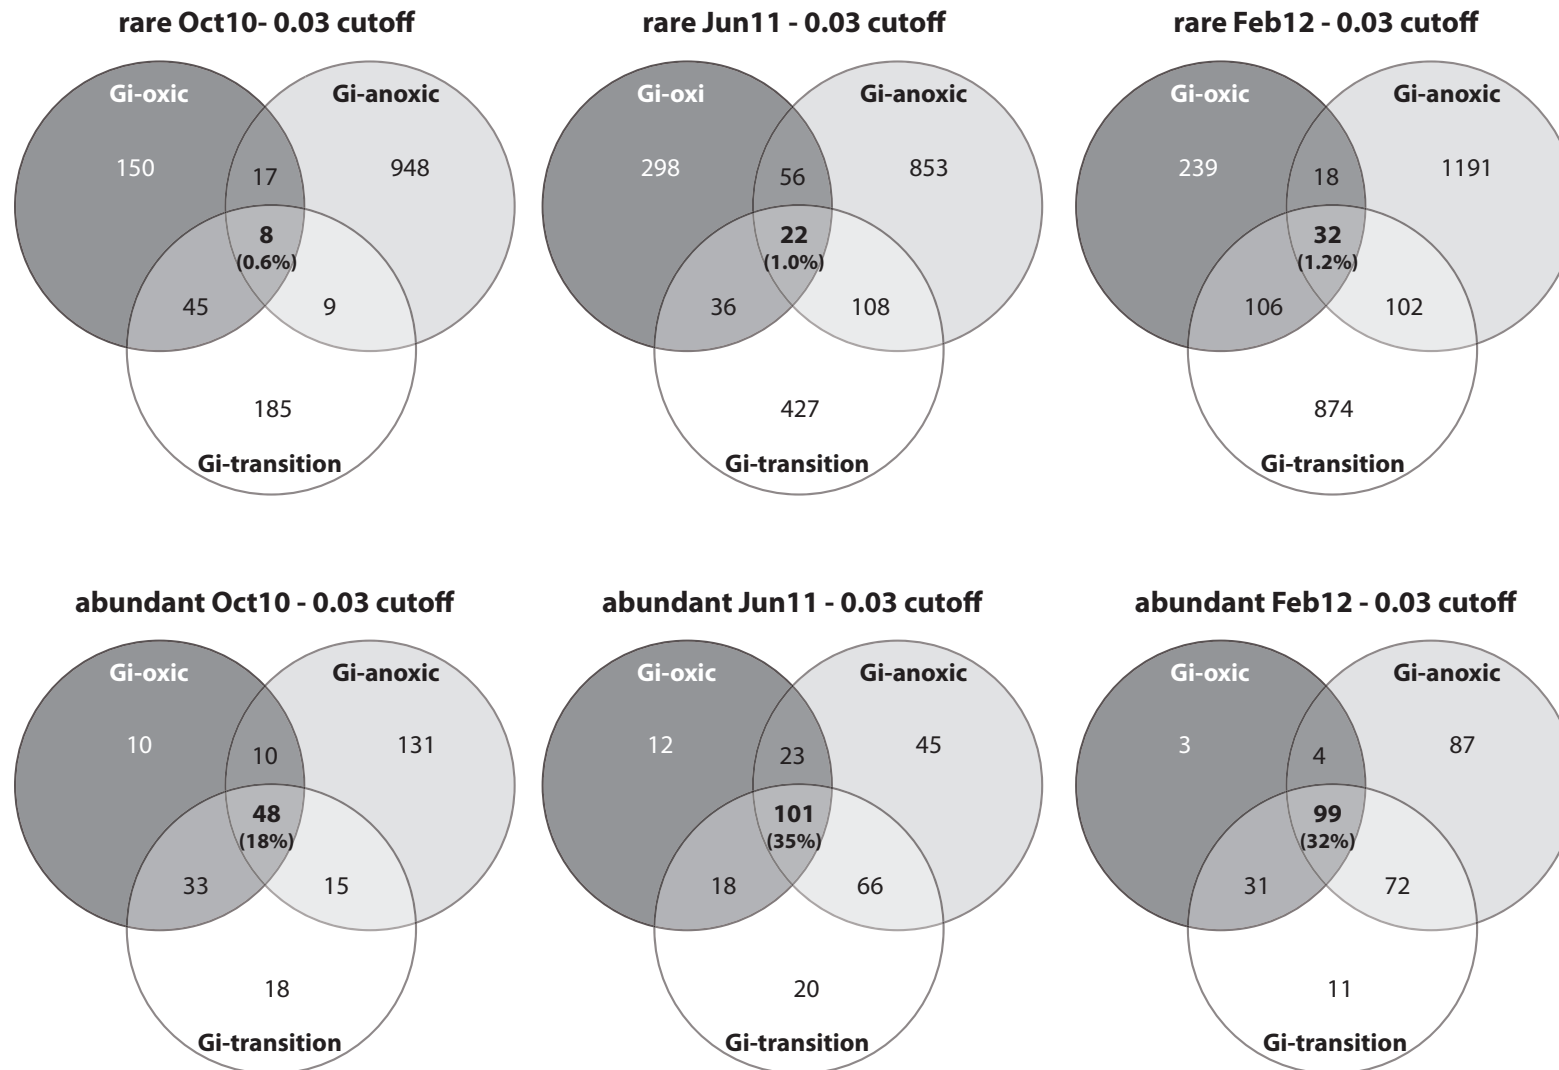 rare Oct10- 0.03 cutoff
Gi-oxic
Gi-anoxic
150
17
948
8
(0.6%)
45
9
185
Gi-transition
rare Jun11 - 0.03 cutoff
Gi-oxi
Gi-anoxic
298
56
853
22
(1.0%)
36
108
427
Gi-transition
rare Feb12 - 0.03 cutoff
Gi-oxic
Gi-anoxic
239
18
1191
32
(1.2%)
106
102
874
Gi-transition
abundant Oct10 - 0.03 cutoff
Gi-oxic
Gi-anoxic
10
10
131
48
(18%)
33
15
18
Gi-transition
abundant Jun11 - 0.03 cutoff
Gi-oxic
Gi-anoxic
12
23
45
101
(35%)
18
66
20
Gi-transition
abundant Feb12 - 0.03 cutoff
Gi-oxic
Gi-anoxic
3
4
87
99
(32%)
31
72
11
Gi-transition